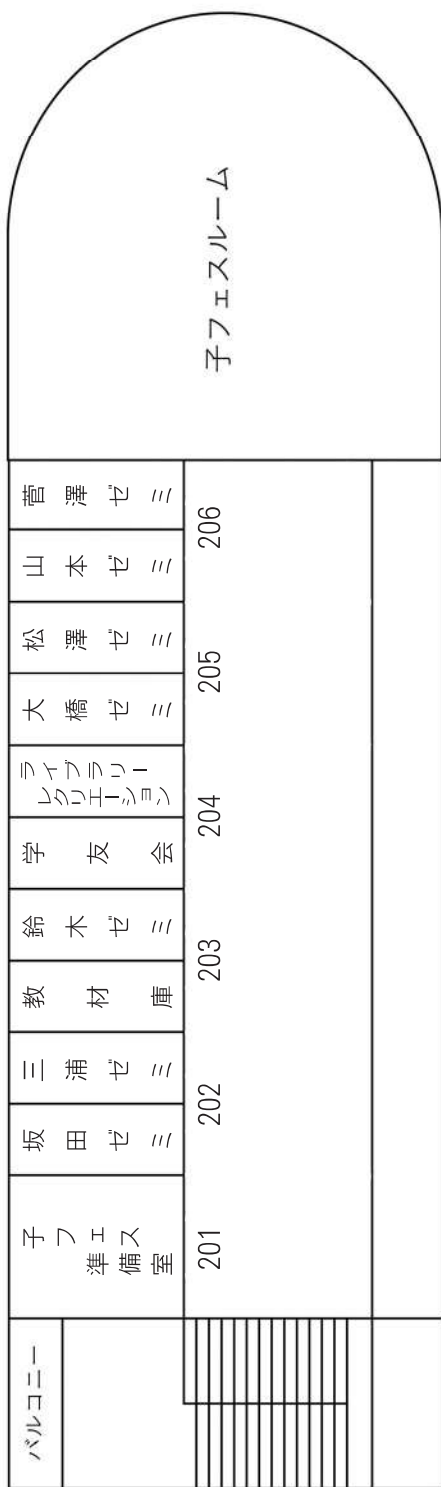 子フェスルーム
菅澤ゼミ
206
山本ゼミ
松澤ゼミ
205
大橋ゼミ
ライブラリー
レクリエーション
204
学友会
鈴木ゼミ
203
教材庫
三浦ゼミ
202
坂田ゼミ
子フェス
準備室
201
バルコニー